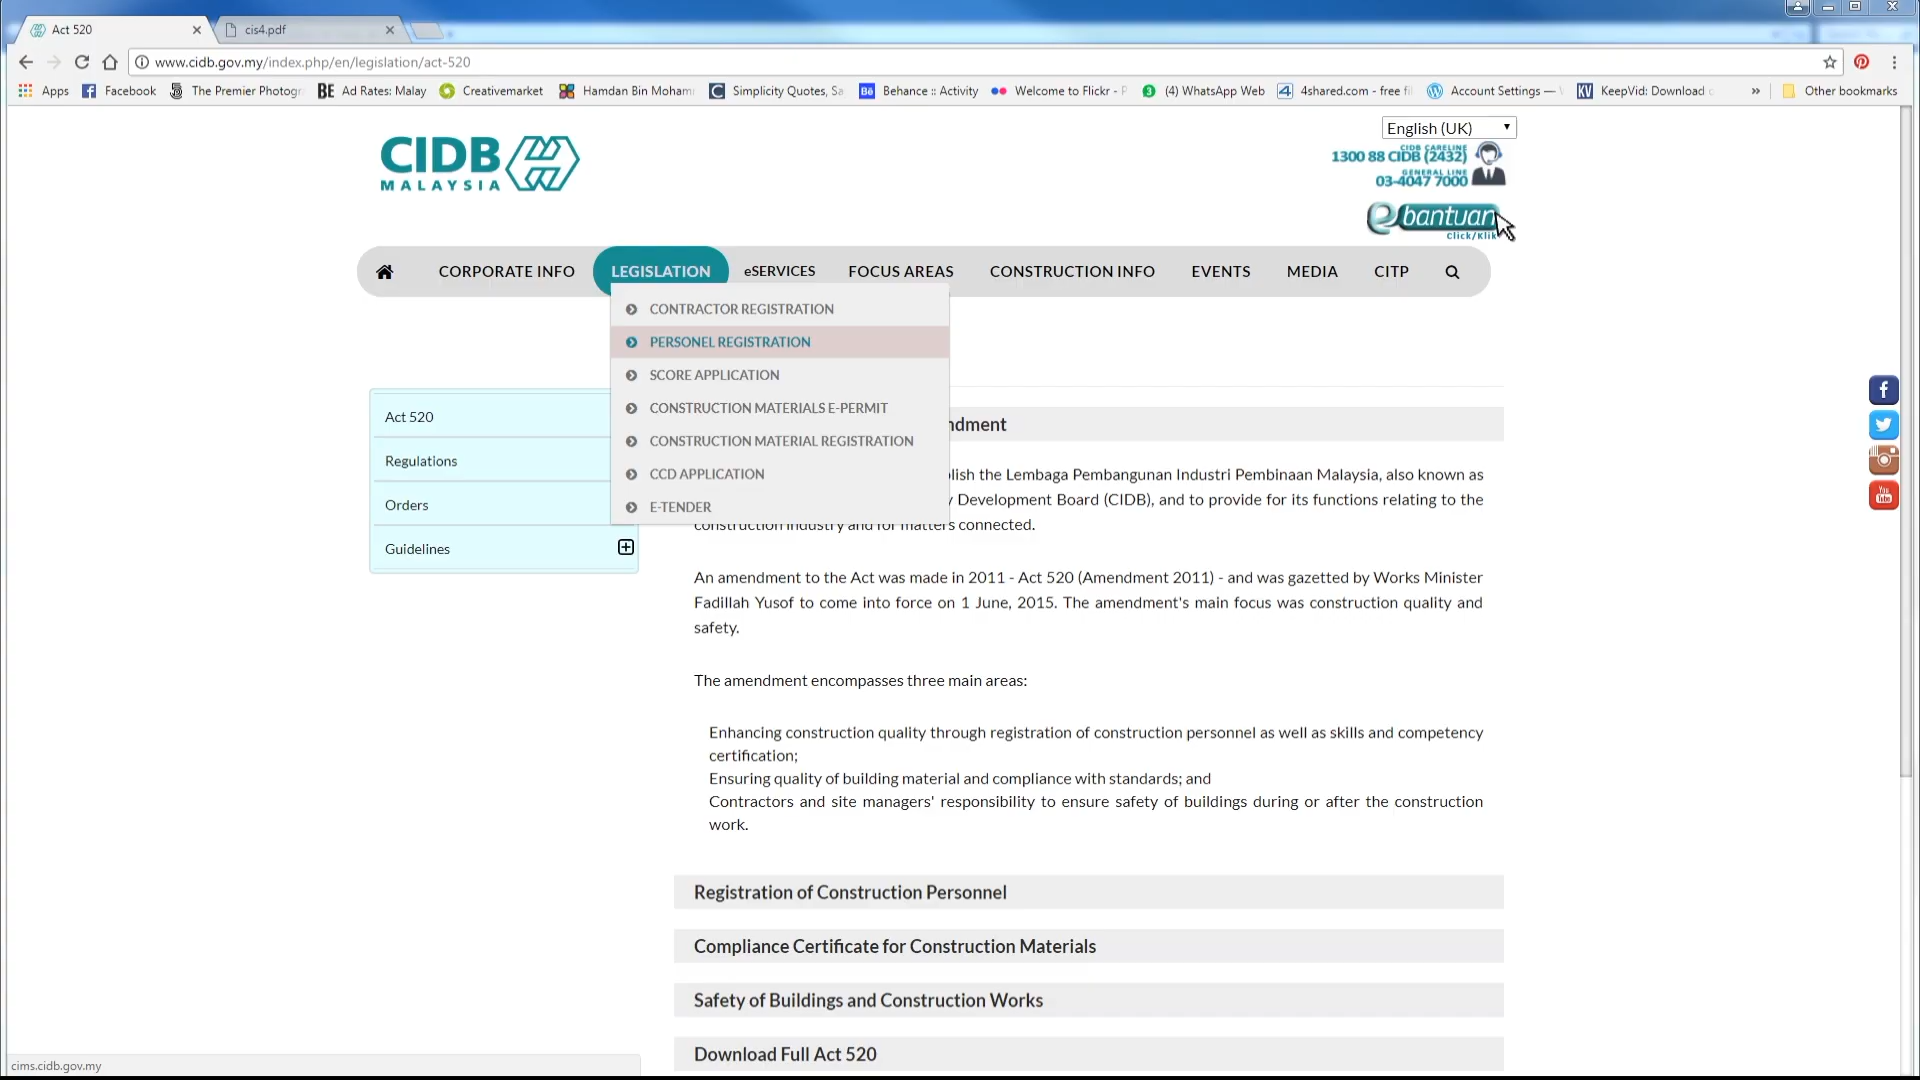 Act 520
cis4.pdf
www.cidb.gov.my/index.php/en/legislation/act-520
Apps
Facebook
The Premier Photogr
Ad Rates: Malay
Creativemarket
Hamdan Bin Moham
Simplicity Quotes, Sa
Behance :: Activity
Welcome to Flickr - P
(4) WhatsApp Web
4shared.com - free fi
Account Settings —
KeepVid: Download
»
Other bookmarks
English (UK)
CIDB
MALAYSIA
CIDB CARELINE
1300 88 CIDB (2432)
GENERAL LINE
03-4047 7000
ebantuan
Click/Klik
CORPORATE INFO
LEGISLATION
eSERVICES
FOCUS AREAS
CONSTRUCTION INFO
EVENTS
MEDIA
CITP
CONTRACTOR REGISTRATION
PERSONEL REGISTRATION
SCORE APPLICATION
CONSTRUCTION MATERIALS E-PERMIT
CONSTRUCTION MATERIAL REGISTRATION
CCD APPLICATION
E-TENDER
Act 520
Regulations
Orders
Guidelines
ndment
lish the Lembaga Pembangunan Industri Pembinaan Malaysia, also known as
Development Board (CIDB), and to provide for its functions relating to the
construction industry and for matters connected.
An amendment to the Act was made in 2011 - Act 520 (Amendment 2011) - and was gazetted by Works Minister
Fadillah Yusof to come into force on 1 June, 2015. The amendment's main focus was construction quality and
safety.
The amendment encompasses three main areas:
Enhancing construction quality through registration of construction personnel as well as skills and competency
certification;
Ensuring quality of building material and compliance with standards; and
Contractors and site managers' responsibility to ensure safety of buildings during or after the construction
work.
Registration of Construction Personnel
Compliance Certificate for Construction Materials
Safety of Buildings and Construction Works
Download Full Act 520
cims.cidb.gov.my